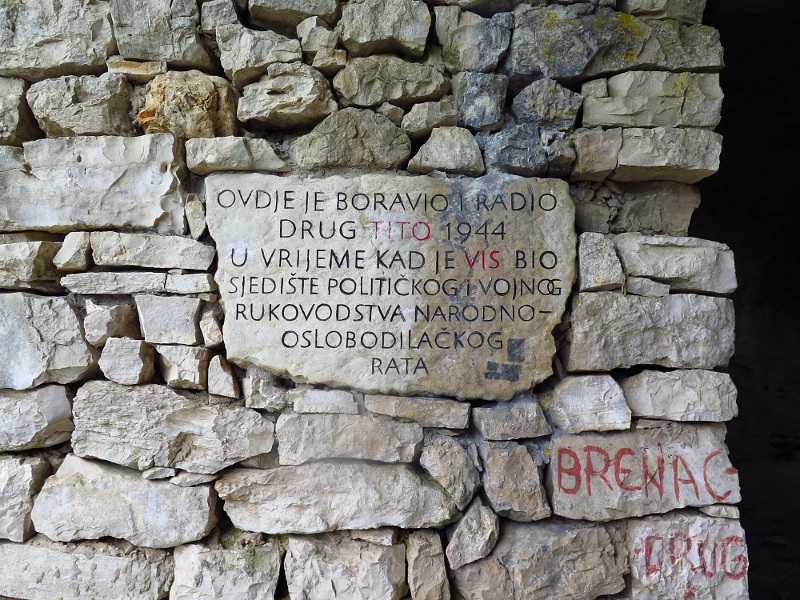 OVDJE JE BORAVIO I RADIO
DRUG TITO 1944
U VRIJEME KAD JE VIS BIO
SJEDIŠTE POLITIČKOG I VOJNOG
RUKOVODSTVA NARODNO-
OSLOBODILAČKOG
RATA
DRUG